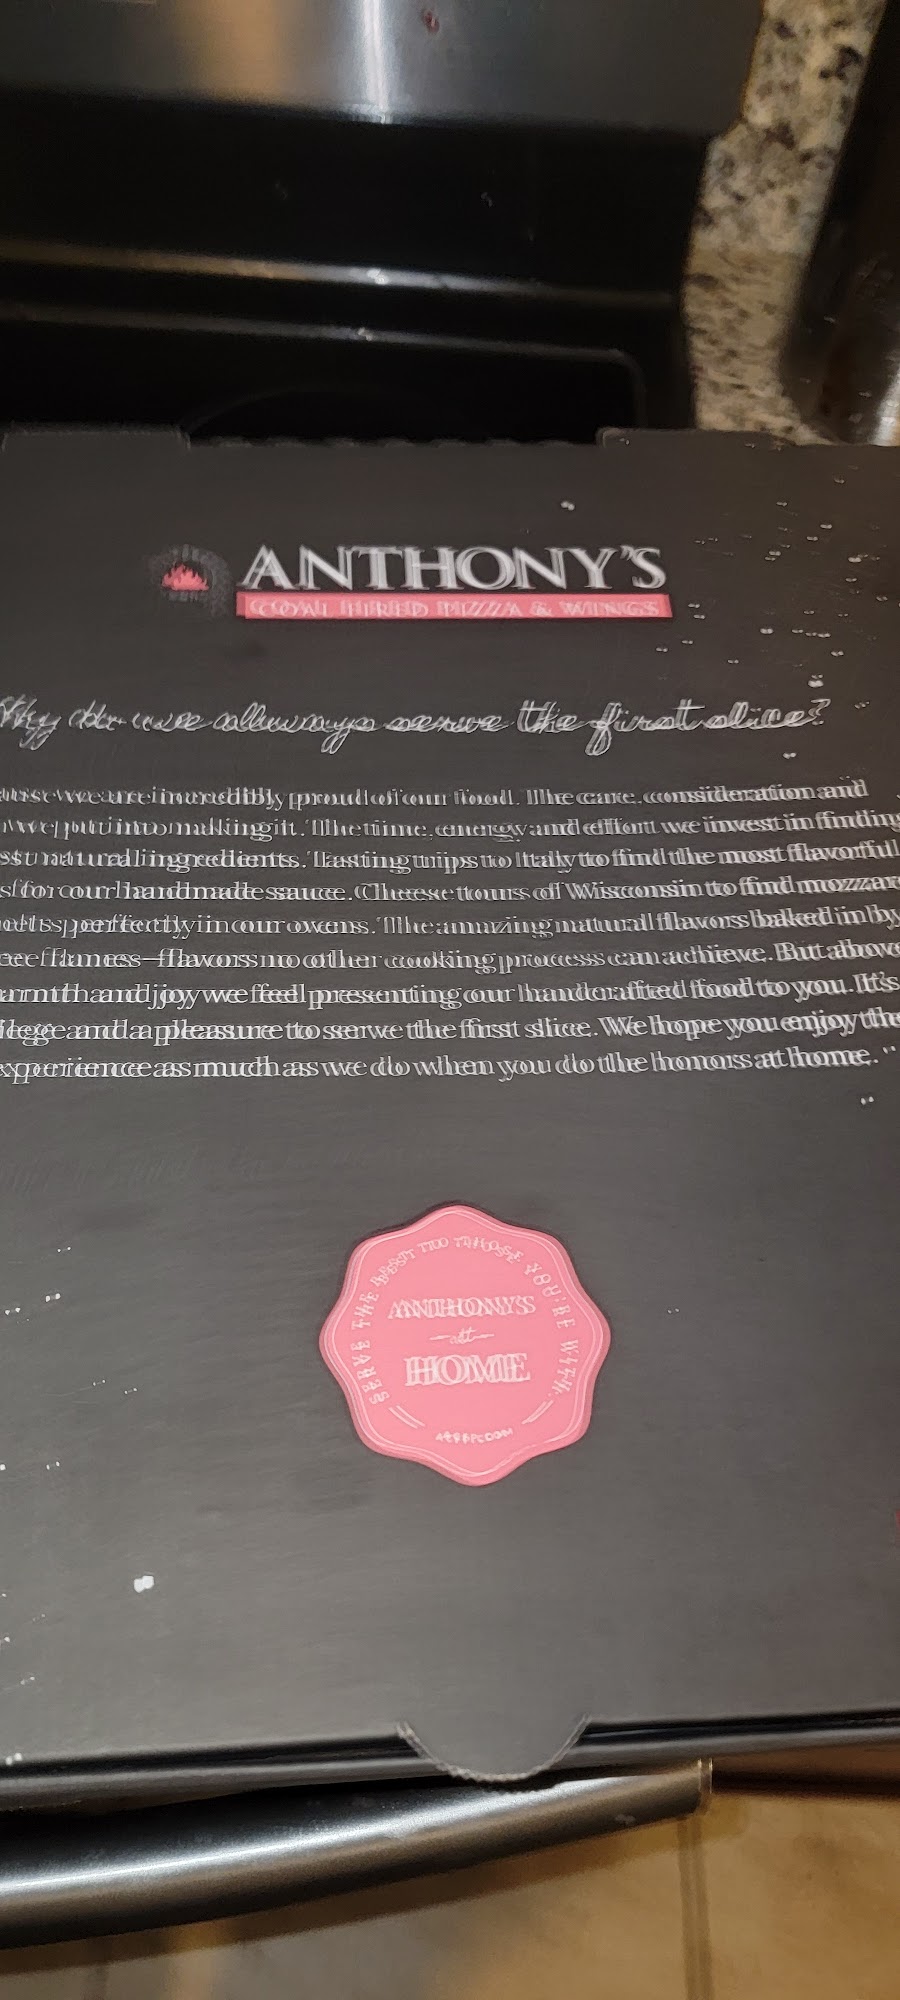 ANTHONY'S
COAL FIRED PIZZA & WINGS
Why do we always serve the first slice?
we are incredibly proud of our food. The care, consideration and
we put into making it. The time, energy and effort we invest in finding
natural ingredients. Tasting trips to Italy to find the most flavorful
for our handmade sauce. Cheese tours of Wisconsin to find
perfectly in our ovens. The amazing natural flavors baked in by
flames—flavors no other cooking process can achieve. But above
and joy we feel presenting our handcrafted food to you. It's
and a pleasure to serve the first slice. We hope you enjoy the
experience as much as we do when you do the honors at home."
SERVE THE BEST TO THOSE YOU'RE WITH.
ANTHONY'S
at
HOME
ACFP.COM